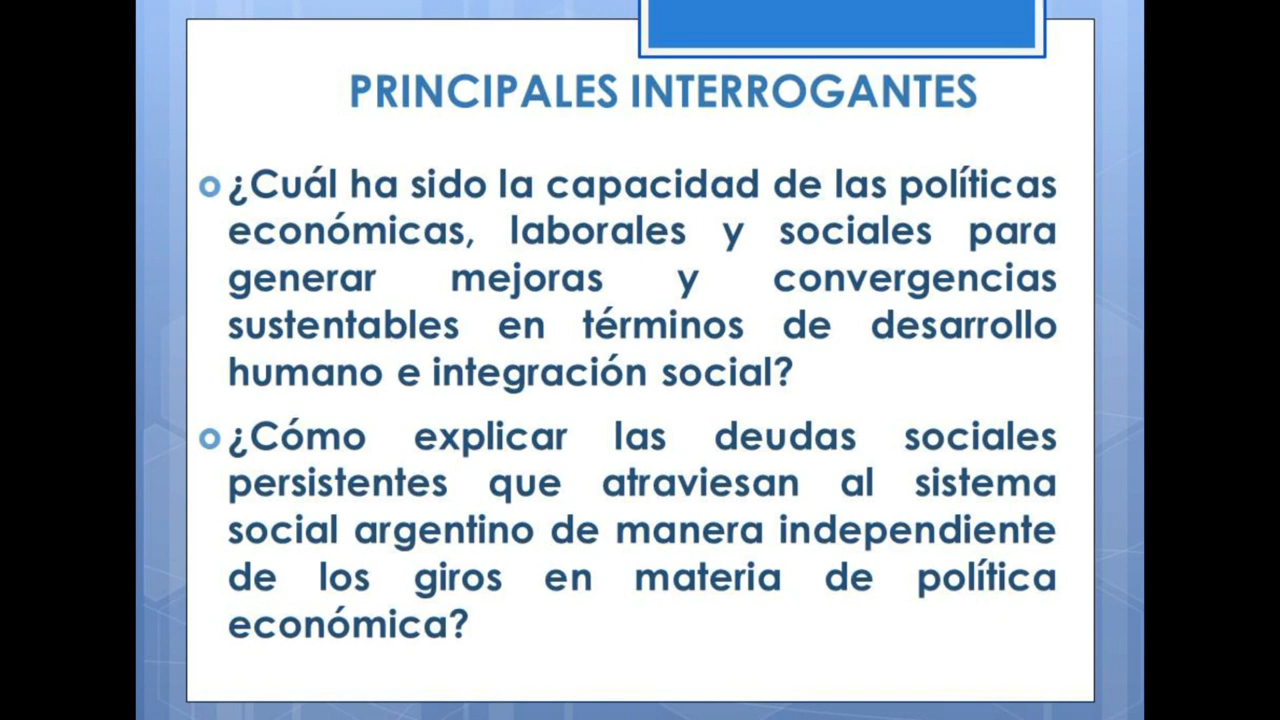 PRINCIPALES INTERROGANTES
¿Cuál ha sido la capacidad de las políticas
económicas, laborales y sociales para
generar mejoras y convergencias
sustentables en términos de desarrollo
humano e integración social?
¿Cómo explicar las deudas sociales
persistentes que atraviesan al sistema
social argentino de manera independiente
de los giros en materia de política
económica?